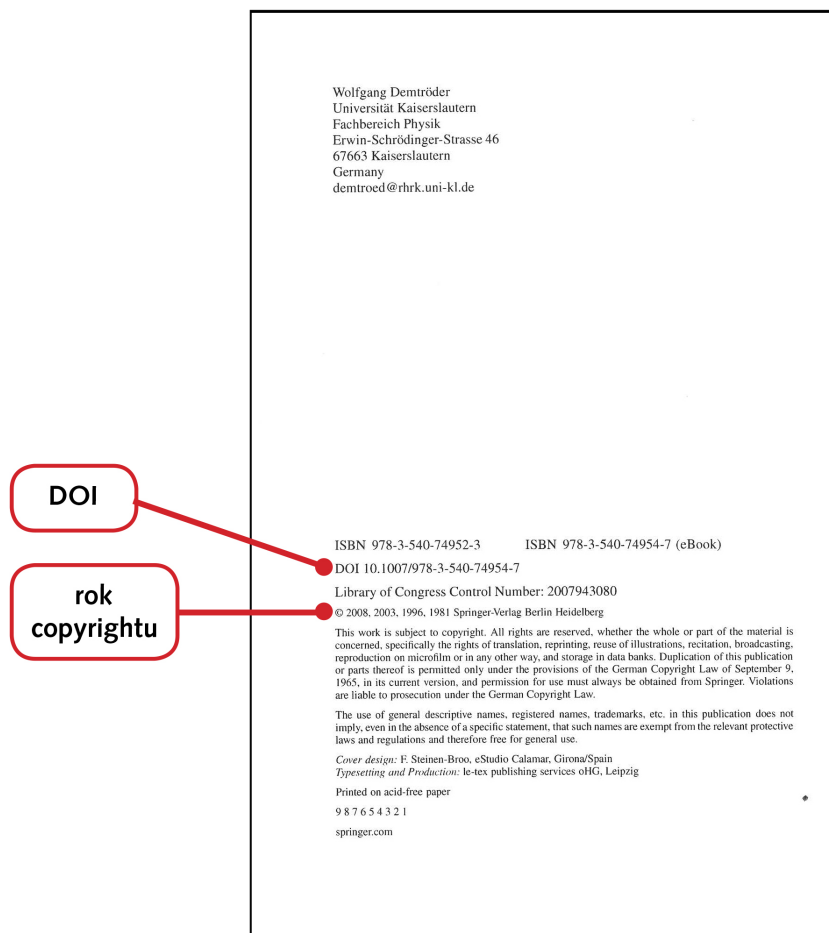 Wolfgang Demtröder
Universität Kaiserslautern
Fachbereich Physik
Erwin-Schrödinger-Strasse 46
67663 Kaiserslautern
Germany
demtroed@rhrk.uni-kl.de
DOI
rok
copyrightu
ISBN 978-3-540-74952-3 ISBN 978-3-540-74954-7 (eBook)
DOI 10.1007/978-3-540-74954-7
Library of Congress Control Number: 2007943080
© 2008, 2003, 1996, 1981 Springer-Verlag Berlin Heidelberg
This work is subject to copyright. All rights are reserved, whether the whole or part of the material is
concerned, specifically the rights of translation, reprinting, reuse of illustrations, recitation, broadcasting,
reproduction on microfilm or in any other way, and storage in data banks. Duplication of this publication
or parts thereof is permitted only under the provisions of the German Copyright Law of September 9,
1965, in its current version, and permission for use must always be obtained from Springer. Violations
are liable to prosecution under the German Copyright Law.
The use of general descriptive names, registered names, trademarks, etc. in this publication does not
imply, even in the absence of a specific statement, that such names are exempt from the relevant protective
laws and regulations and therefore free for general use.
Cover design: F. Steinen-Broo, eStudio Calamar, Girona/Spain
Typesetting and Production: le-tex publishing services oHG, Leipzig
Printed on acid-free paper
9 8 7 6 5 4 3 2 1
springer.com